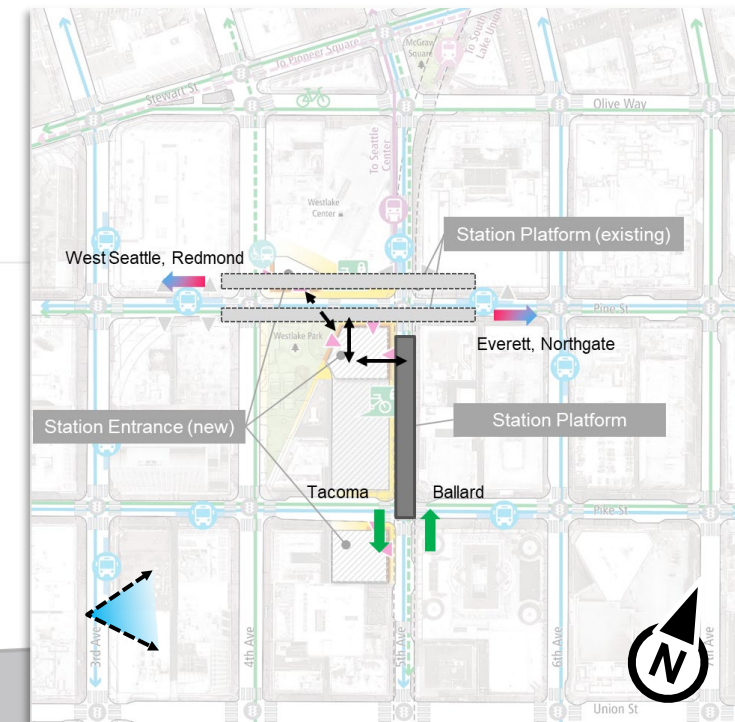 To Pioneer Square
McGraw
Square
To South
Lake Union
Stewart St
Olive Way
To Seattle
Center
Westlake
Center
Station Platform (existing)
West Seattle, Redmond
Pine St
Westlake Park
Everett, Northgate
Station Entrance (new)
Station Platform
Tacoma
Ballard
Pike St
3rd Ave
4th Ave
5th Ave
6th Ave
7th Ave
N
Union St